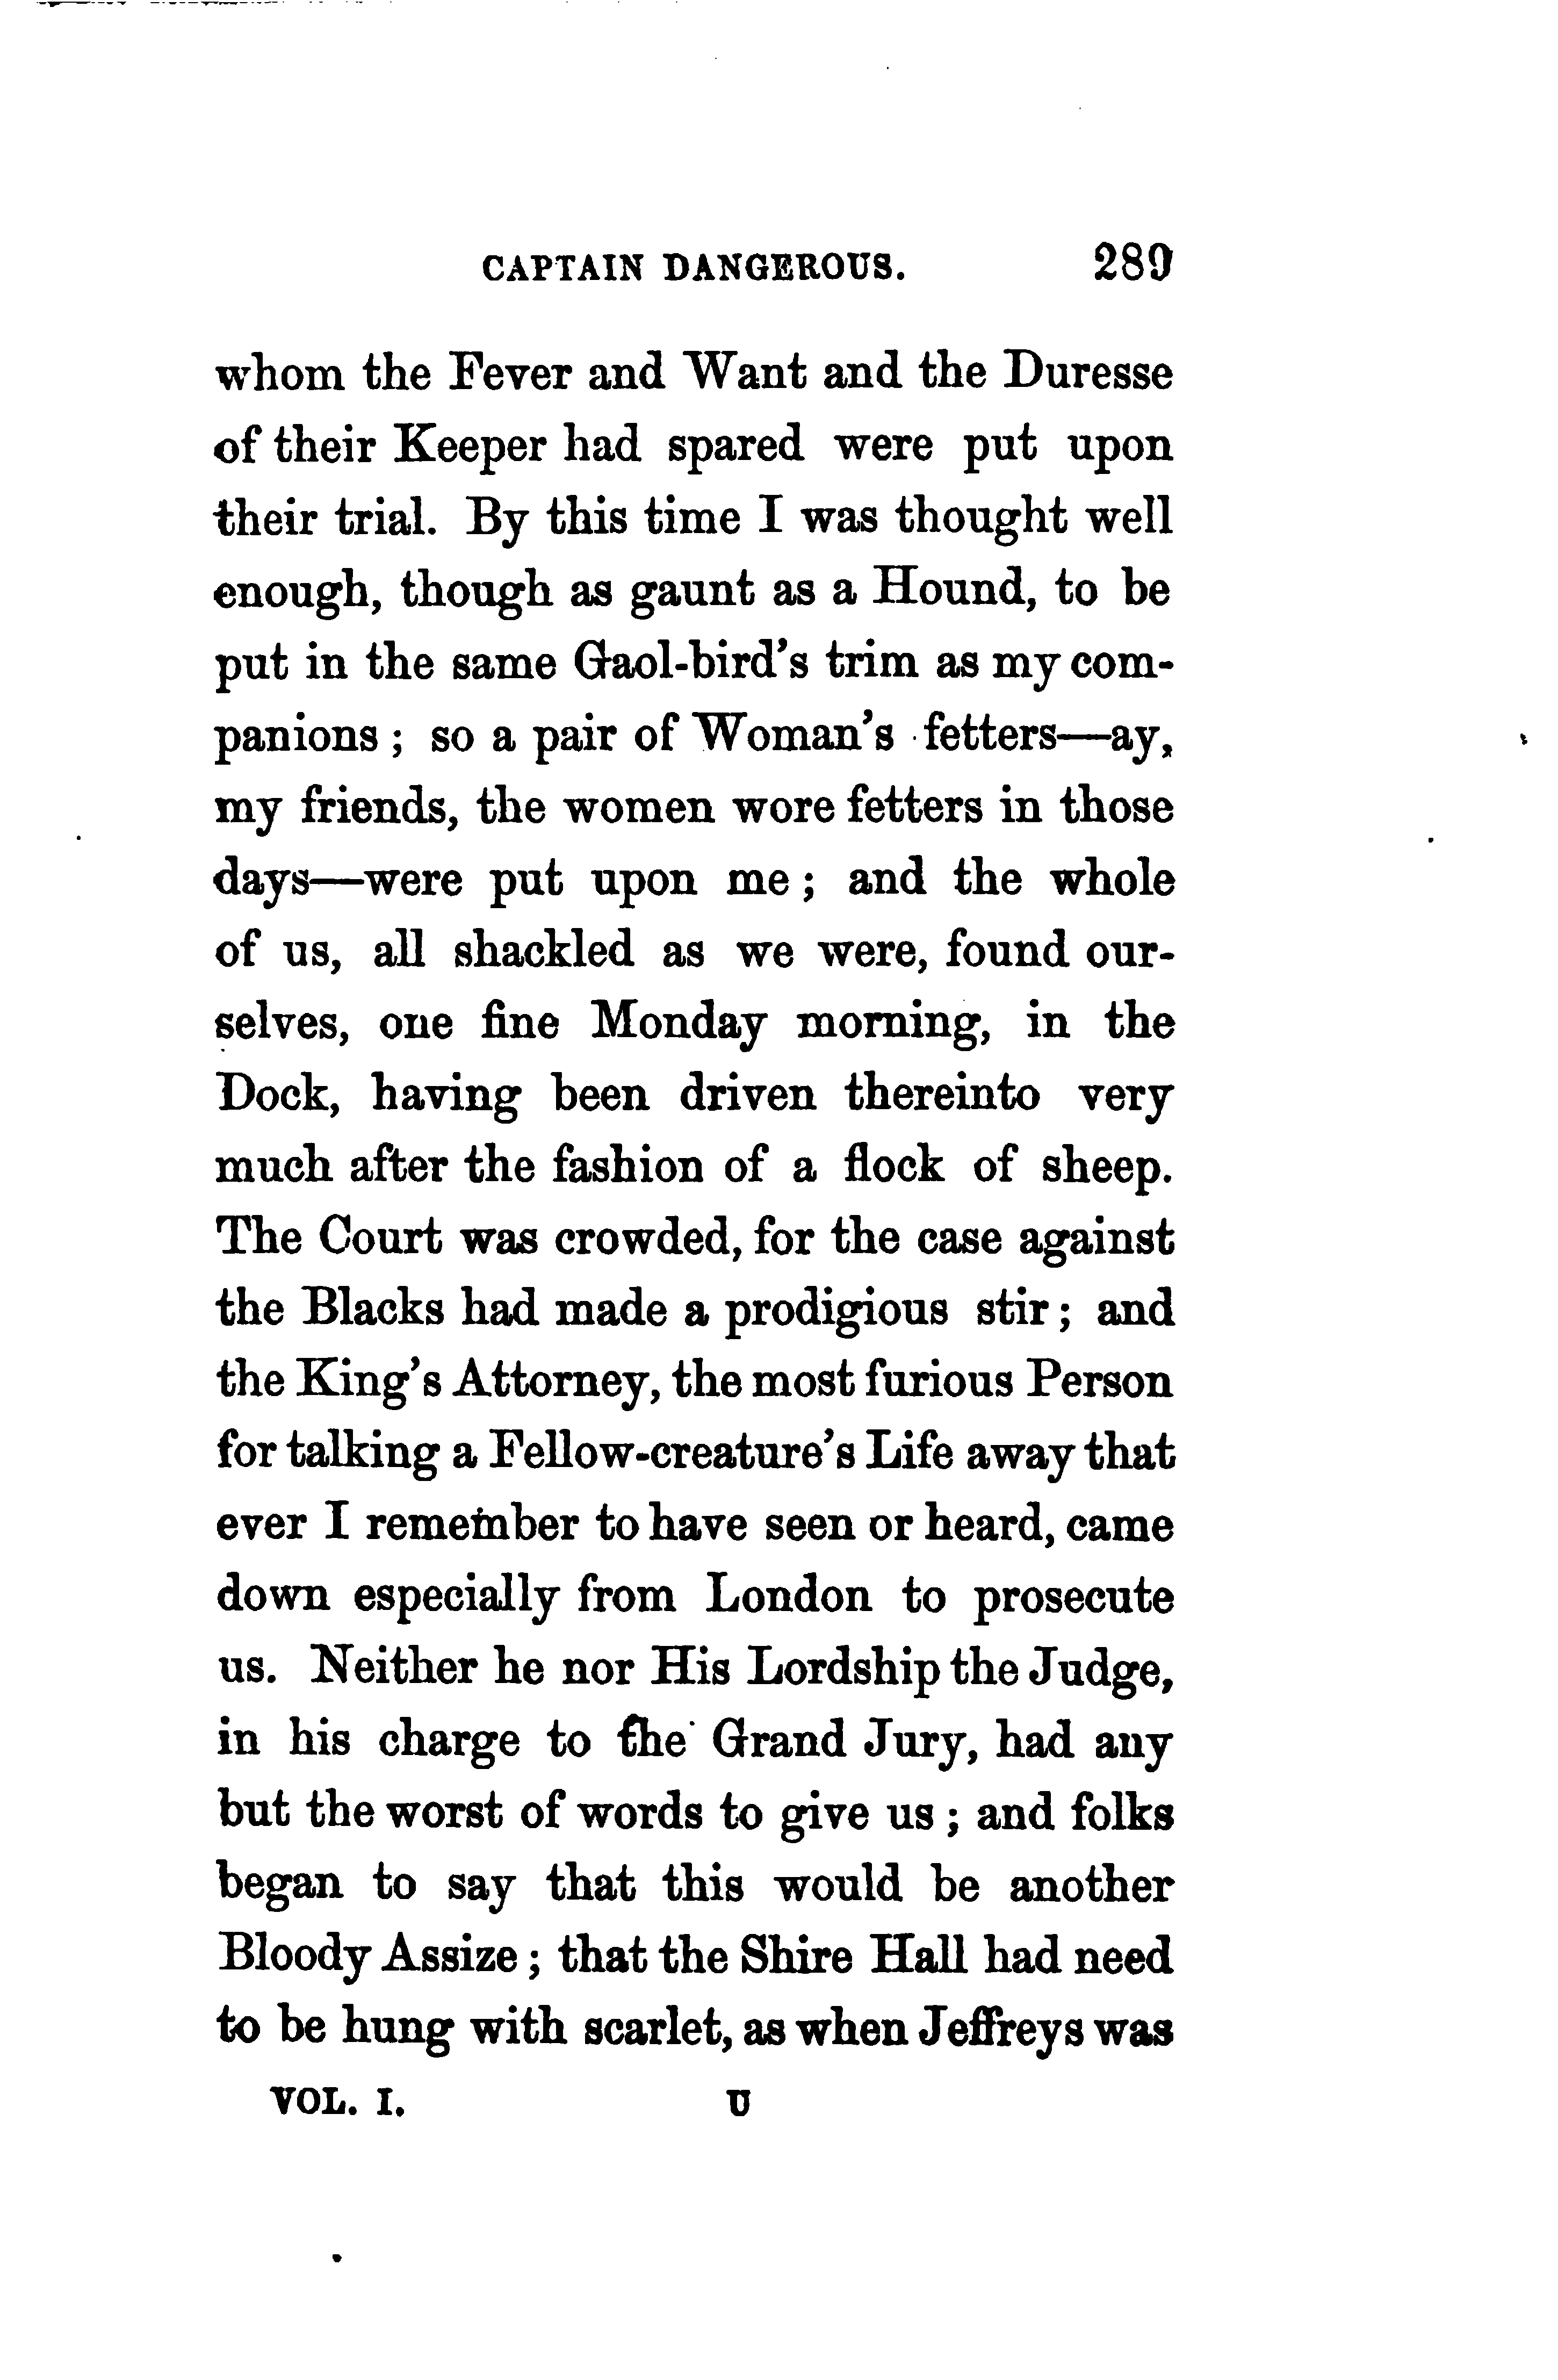 CAPTAIN DANGEROUS. 289
whom the Fever and Want and the Duresse
of their Keeper had spared were put upon
their trial. By this time I was thought well
enough, though as gaunt as a Hound, to be
put in the same Gaol-bird's trim as my com-
panions; so a pair of Woman's fetters—ay,
my friends, the women wore fetters in those
days—were put upon me; and the whole
of us, all shackled as we were, found our-
selves, one fine Monday morning, in the
Dock, having been driven thereinto very
much after the fashion of a flock of sheep.
The Court was crowded, for the case against
the Blacks had made a prodigious stir; and
the King's Attorney, the most furious Person
for talking a Fellow-creature's Life away that
ever I remember to have seen or heard, came
down especially from London to prosecute
us. Neither he nor His Lordship the Judge,
in his charge to the Grand Jury, had any
but the worst of words to give us; and folks
began to say that this would be another
Bloody Assize; that the Shire Hall had need
to be hung with scarlet, as when Jeffreys was
VOL. I. U